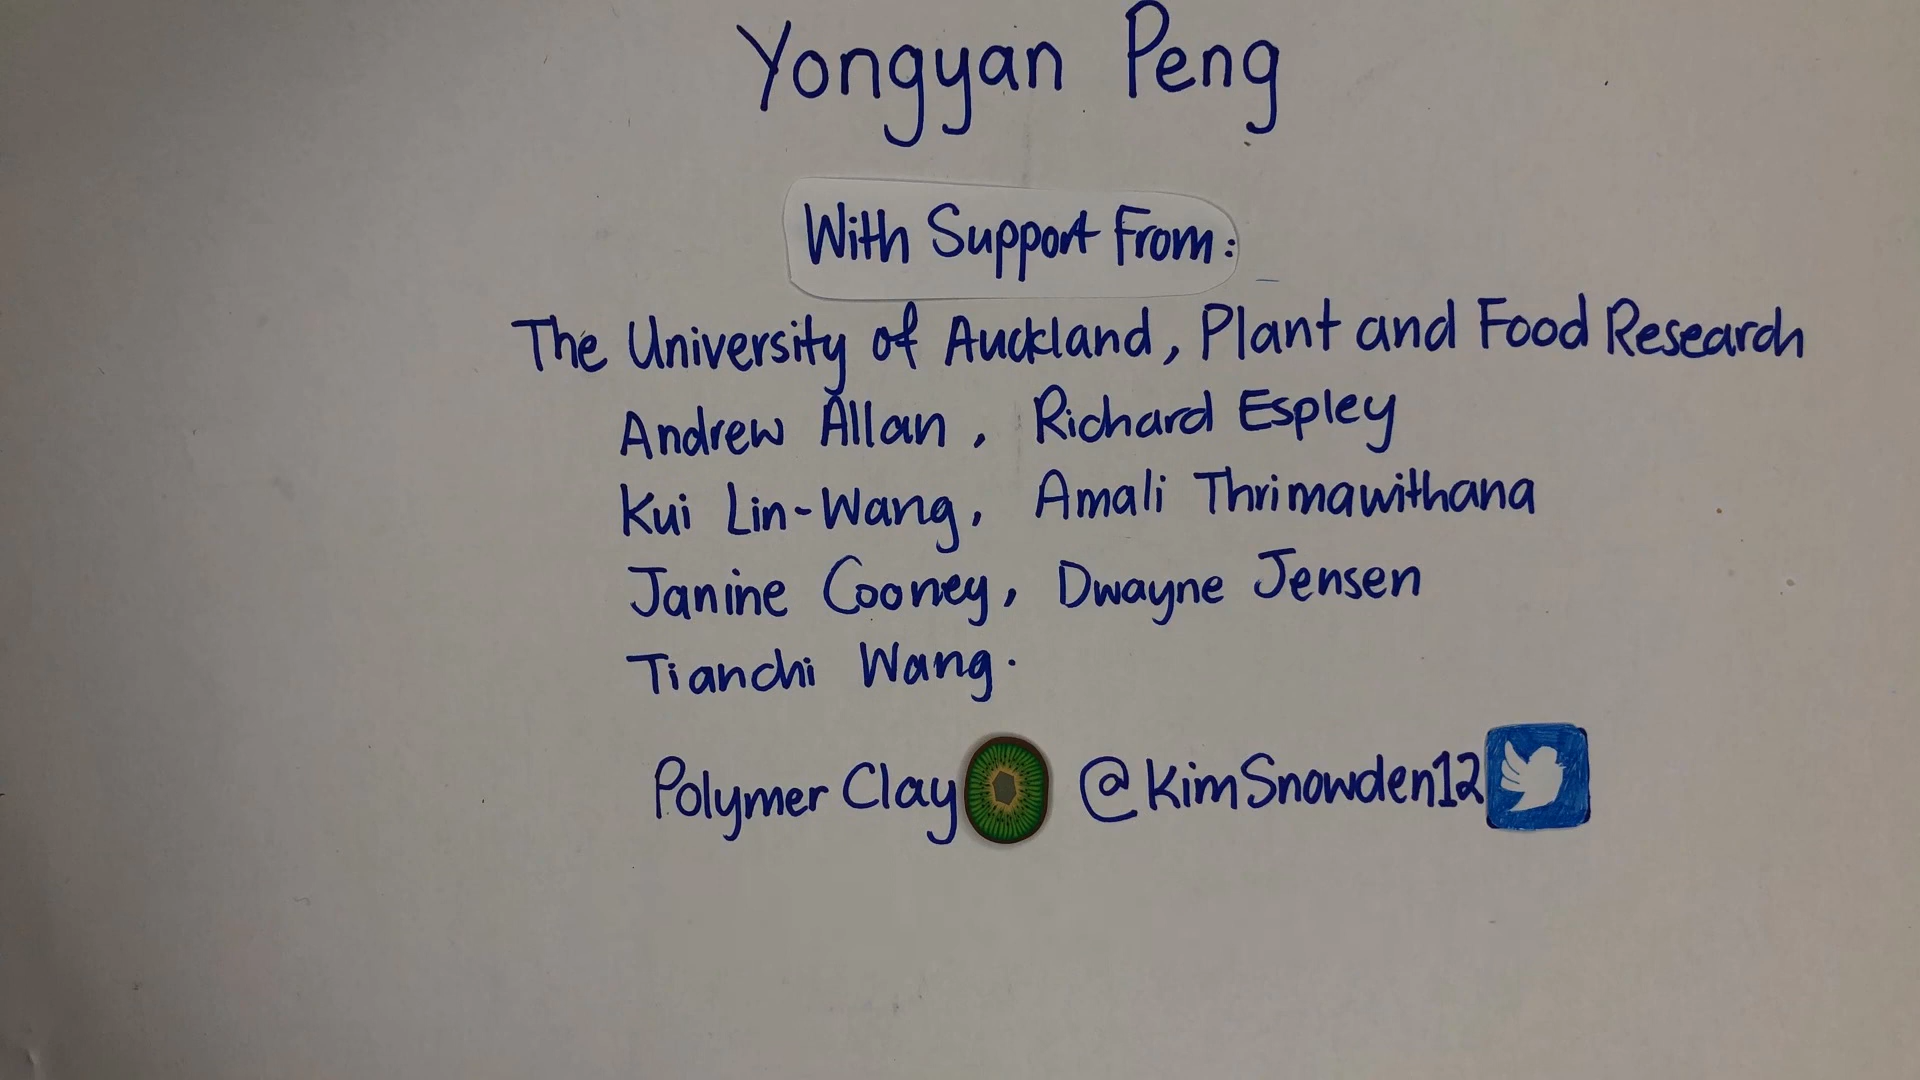 Yongyan Peng
With Support From:
The University of Auckland, Plant and Food Research
Andrew Allan, Richard Espley
Kui Lin-Wang, Amali Thrimawithana
Janine Cooney, Dwayne Jensen
Tianchi Wang.
Polymer Clay @KimSnowden12